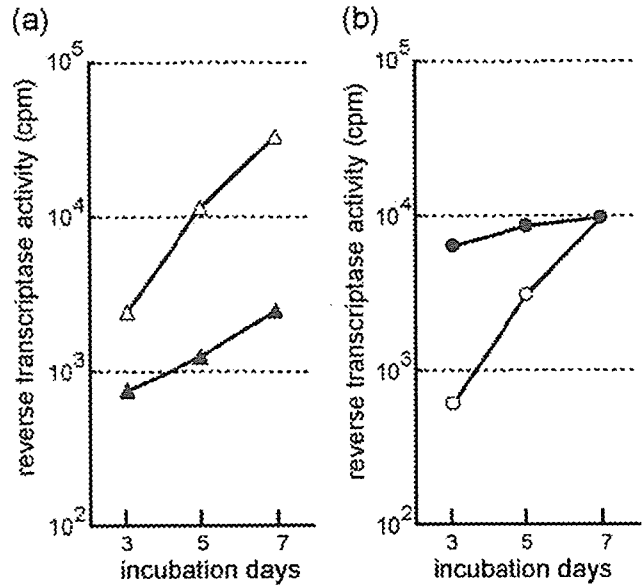 (a)
reverse transcriptase activity (cpm)
10^5
10^4
10^3
10^2
3 5 7
incubation days
(b)
reverse transcriptase activity (cpm)
10^5
10^4
10^3
10^2
3 5 7
incubation days